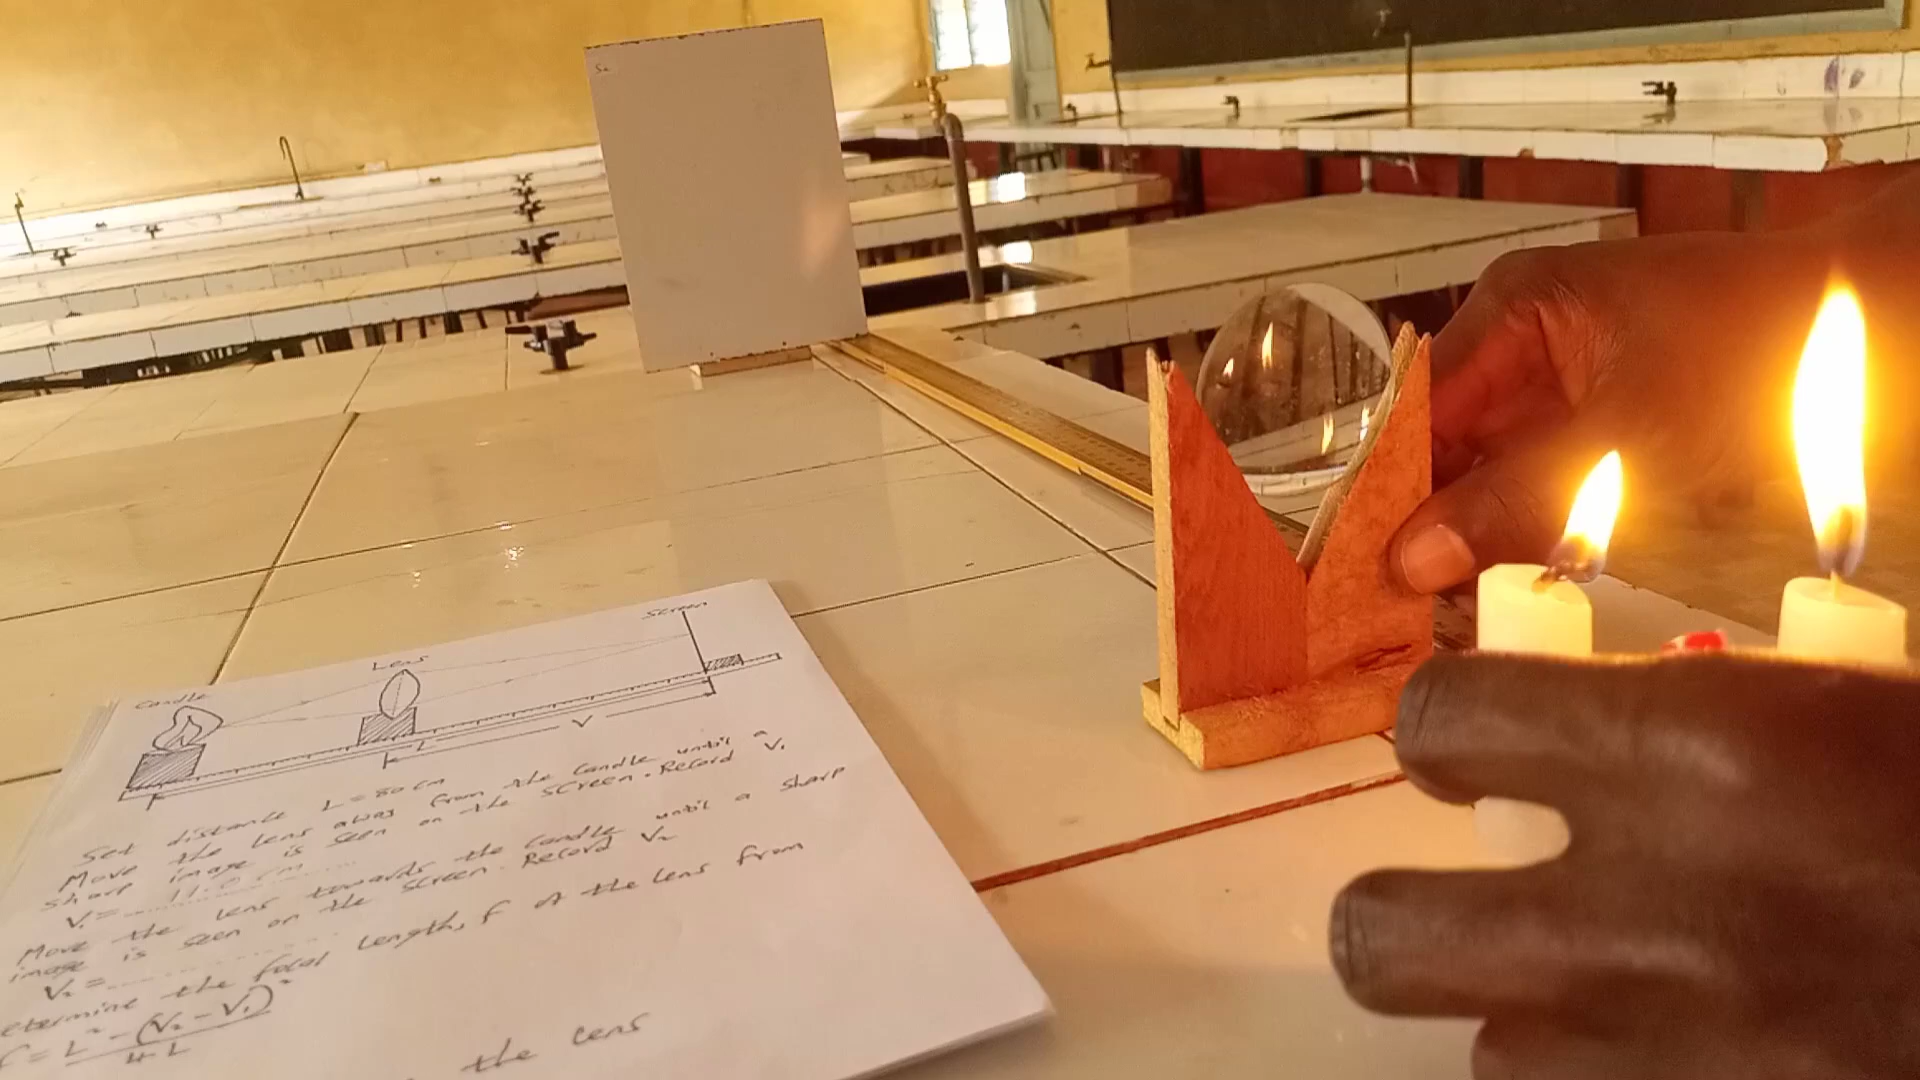 Screen
Lens
Candle
V
L
Set distance L = 80 cm
Move the lens away from the candle until a
sharp image is seen on the screen. Record V₁
V₁ = ........ 11.0 cm ........
Move the lens towards the candle until a sharp
image is seen on the screen. Record V₂
V₂ = ................
etermine the focal length, f of the lens from
f = L² - (V₂ - V₁)²
4L
the lens